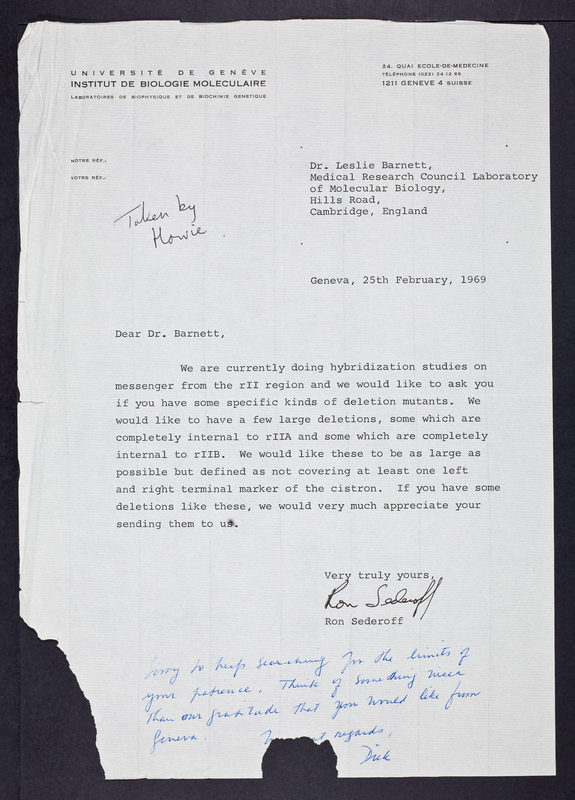 UNIVERSITÉ DE GENÈVE
INSTITUT DE BIOLOGIE MOLECULAIRE
LABORATOIRES DE BIOPHYSIQUE ET DE BIOCHIMIE GENETIQUE
24, QUAI ECOLE-DE-MEDECINE
TÉLÉPHONE (022) 24 12 66
1211 GENEVE 4 SUISSE
NOTRE RÉF.:
VOTRE RÉF.:
Taken by
Howie
Dr. Leslie Barnett,
Medical Research Council Laboratory
of Molecular Biology,
Hills Road,
Cambridge, England
Geneva, 25th February, 1969
Dear Dr. Barnett,
We are currently doing hybridization studies on
messenger from the rII region and we would like to ask you
if you have some specific kinds of deletion mutants. We
would like to have a few large deletions, some which are
completely internal to rIIA and some which are completely
internal to rIIB. We would like these to be as large as
possible but defined as not covering at least one left
and right terminal marker of the cistron. If you have some
deletions like these, we would very much appreciate your
sending them to us.
Very truly yours,
Ron Sederoff
Ron Sederoff
Sorry to keep searching for the limits of
your patience. Think of something nicer
than our gratitude that you would like from
Geneva. regards,
Dick